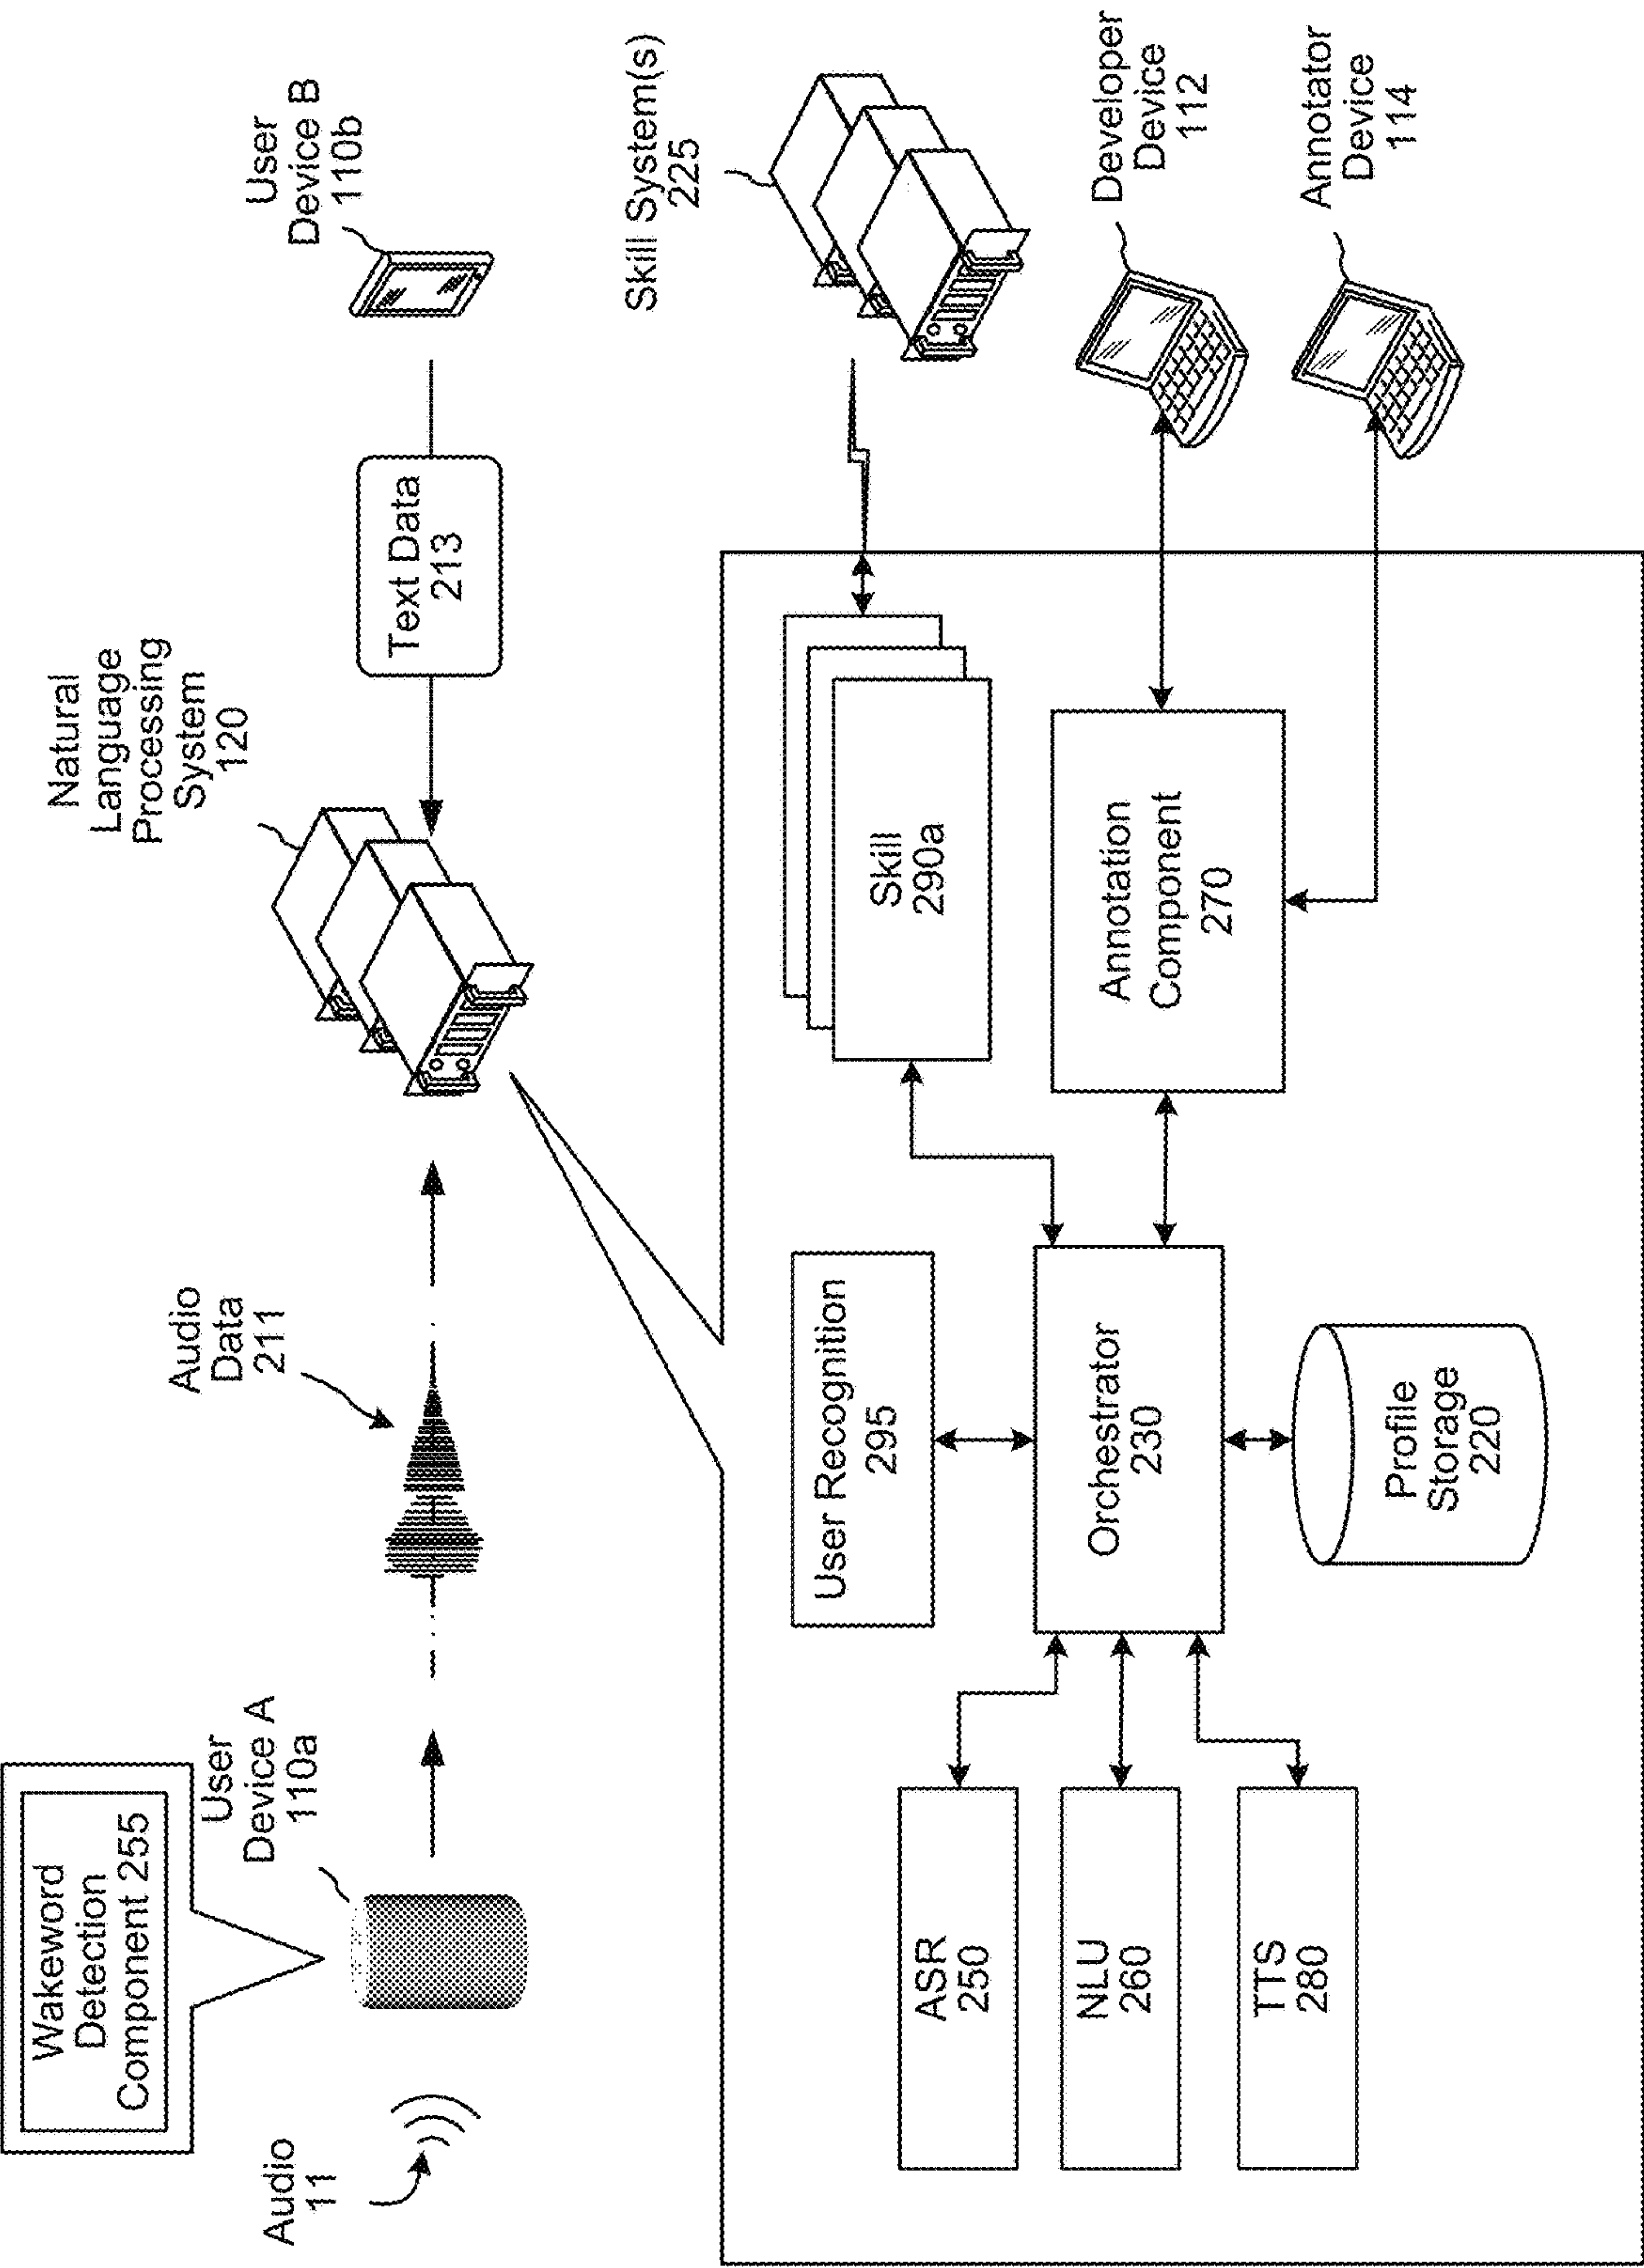 Wakeword
Detection
Component 255
Audio
11
User
Device A
110a
Audio
Data
211
Natural
Language
Processing
System
120
Text Data
213
User
Device B
110b
Skill System(s)
225
Developer
Device
112
Annotator
Device
114
ASR
250
NLU
260
TTS
280
User Recognition
295
Orchestrator
230
Profile
Storage
220
Skill
290a
Annotation
Component
270